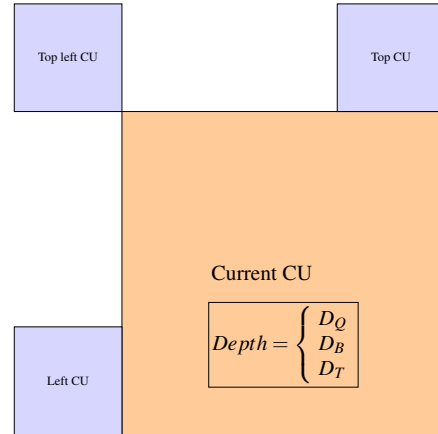 Top left CU
Top CU
Current CU
Depth = { D_Q
D_B
D_T
Left CU